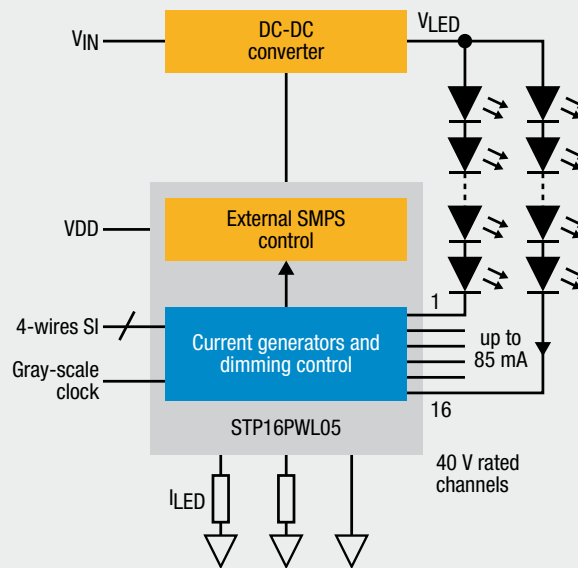 DC-DC
converter
VIN
VLED
VDD
External SMPS
control
4-wires SI
Gray-scale
clock
Current generators and
dimming control
1
up to
85 mA
16
STP16PWL05
40 V rated
channels
ILED